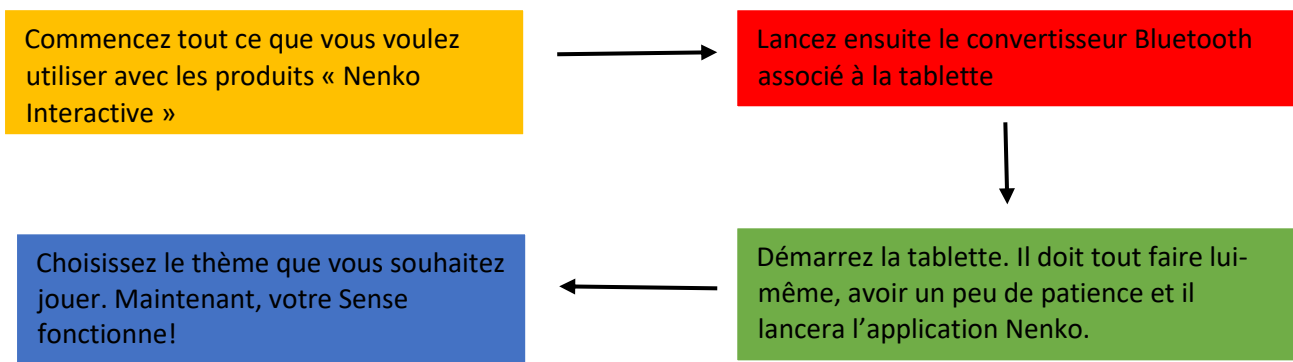 Commencez tout ce que vous voulez
utiliser avec les produits « Nenko
Interactive »
Lancez ensuite le convertisseur Bluetooth
associé à la tablette
Démarrez la tablette. Il doit tout faire lui-
même, avoir un peu de patience et il
lancera l’application Nenko.
Choisissez le thème que vous souhaitez
jouer. Maintenant, votre Sense
fonctionne!